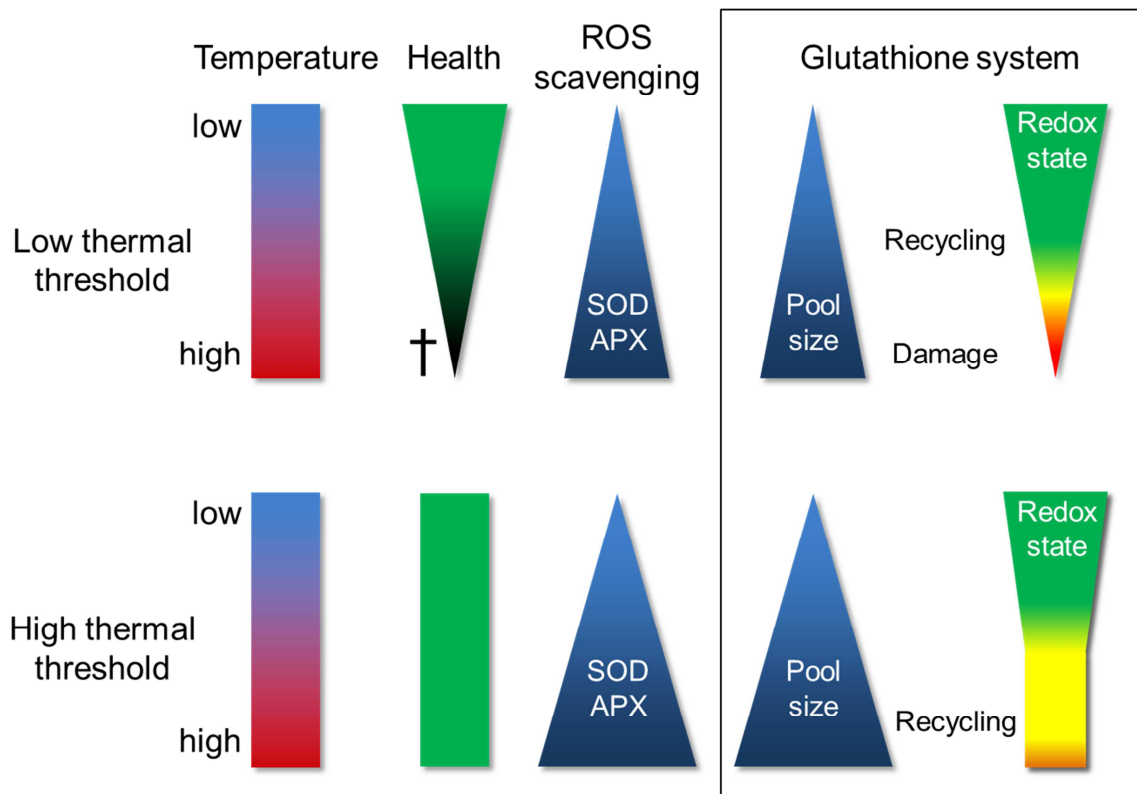 Temperature
Health
ROS
scavenging
Glutathione system
low
Low thermal
threshold
high
†
SOD
APX
Pool
size
Recycling
Damage
Redox
state
low
High thermal
threshold
high
SOD
APX
Pool
size
Recycling
Redox
state